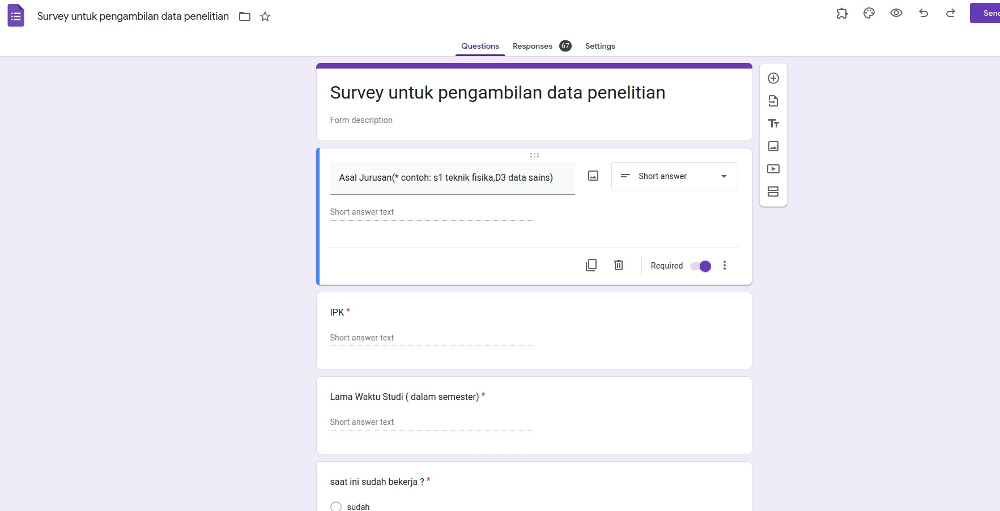 Survey untuk pengambilan data penelitian
Send
Questions
Responses 67
Settings
Survey untuk pengambilan data penelitian
Form description
Asal Jurusan(* contoh: s1 teknik fisika,D3 data sains)
Short answer
Short answer text
Required
IPK *
Short answer text
Lama Waktu Studi ( dalam semester) *
Short answer text
saat ini sudah bekerja ? *
sudah